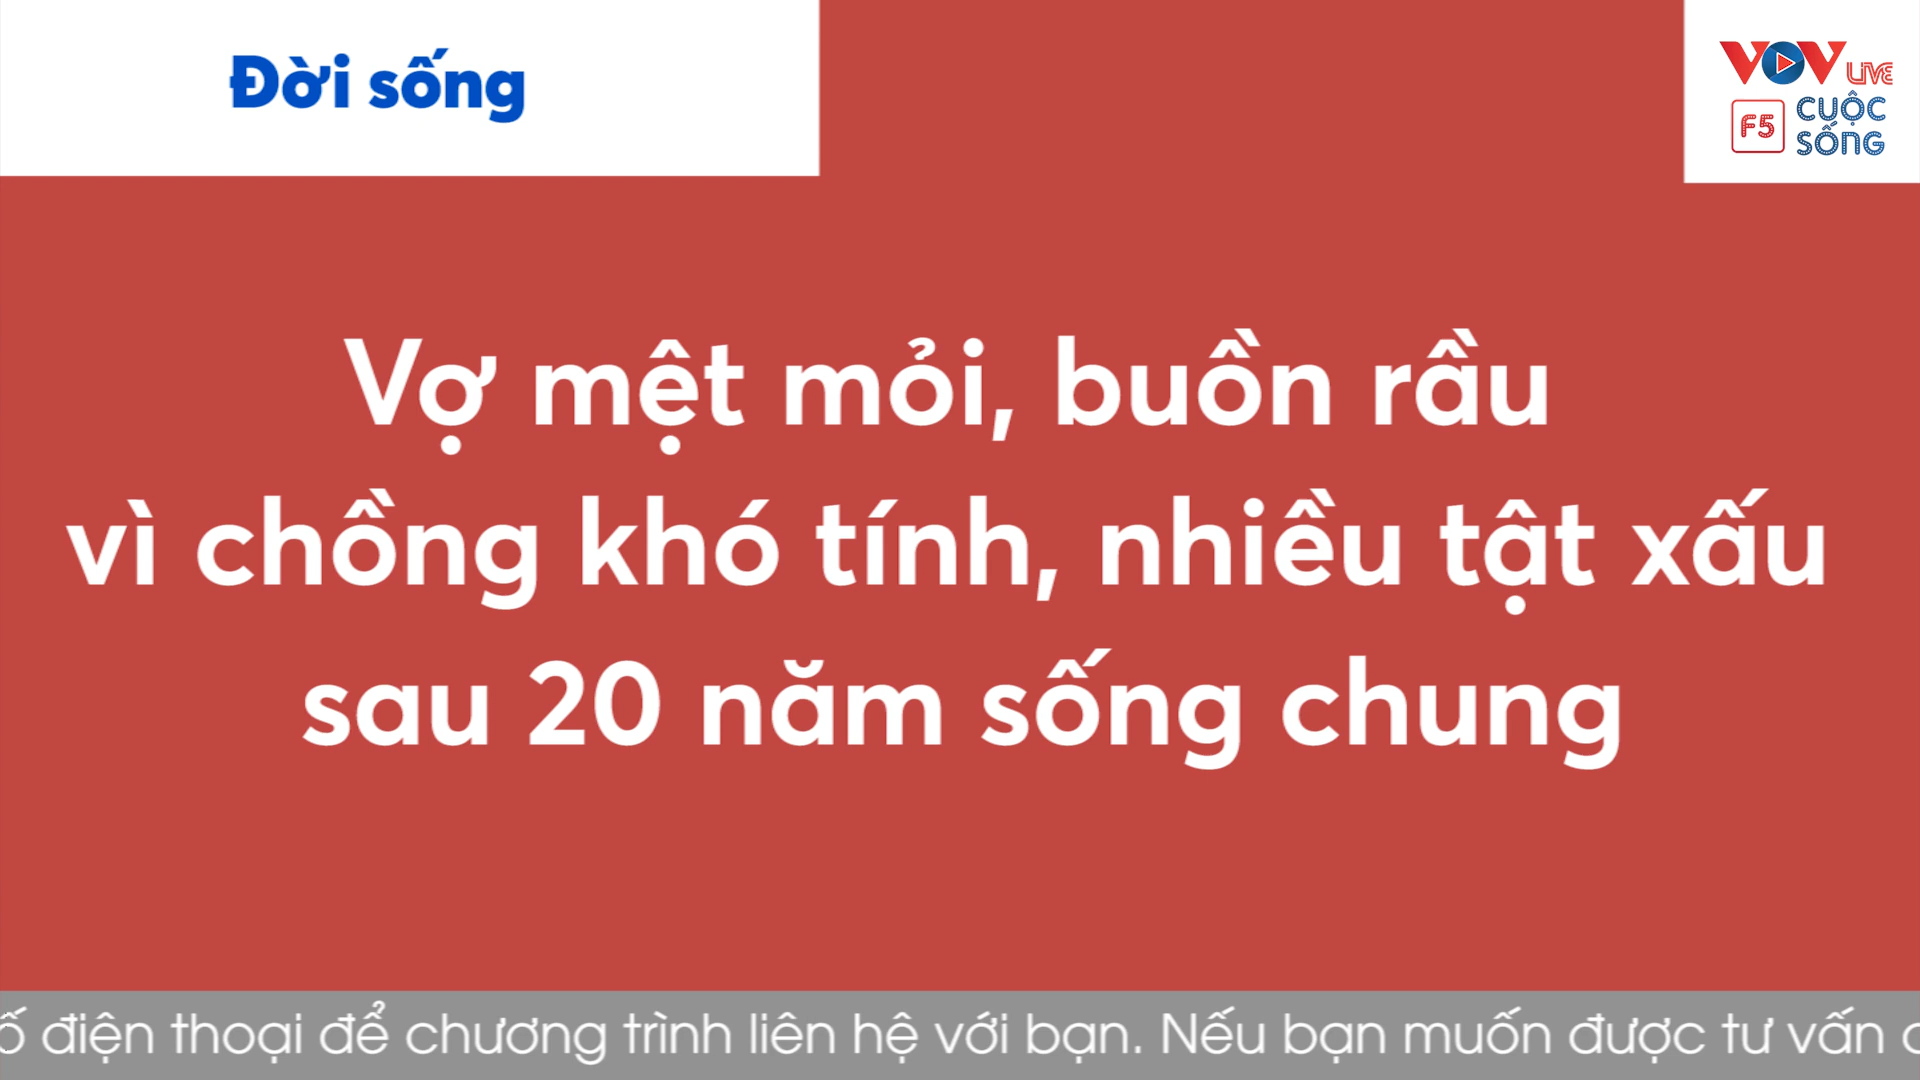 Đời sống
VOV LIVE
F5 CUỘC
SỐNG
Vợ mệt mỏi, buồn rầu
vì chồng khó tính, nhiều tật xấu
sau 20 năm sống chung
điện thoại để chương trình liên hệ với bạn. Nếu bạn muốn được tư vấn